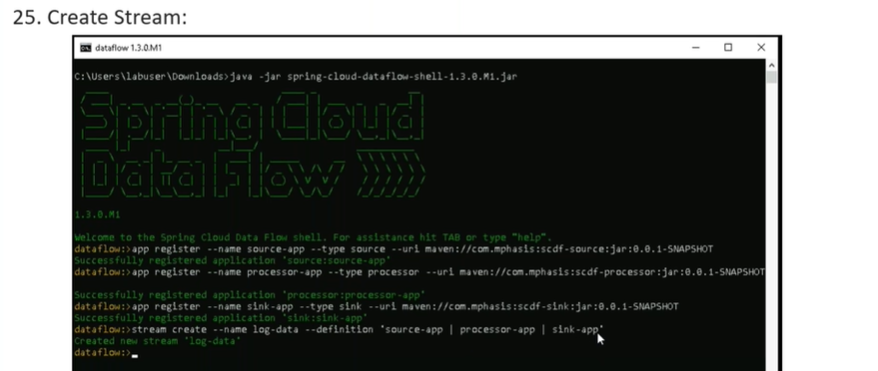 25. Create Stream:
dataflow 1.3.0.M1
C:\Users\labuser\Downloads>java -jar spring-cloud-dataflow-shell-1.3.0.M1.jar
Spring Cloud
Data Flow >>>>>
1.3.0.M1
Welcome to the Spring Cloud Data Flow shell. For assistance hit TAB or type "help".
dataflow:>app register --name source-app --type source --uri maven://com.mphasis:scdf-source:jar:0.0.1-SNAPSHOT
Successfully registered application 'source:source-app'
dataflow:>app register --name processor-app --type processor --uri maven://com.mphasis:scdf-processor:jar:0.0.1-SNAPSHOT
Successfully registered application 'processor:processor-app'
dataflow:>app register --name sink-app --type sink --uri maven://com.mphasis:scdf-sink:jar:0.0.1-SNAPSHOT
Successfully registered application 'sink:sink-app'
dataflow:>stream create --name log-data --definition 'source-app | processor-app | sink-app'
Created new stream 'log-data'
dataflow:>